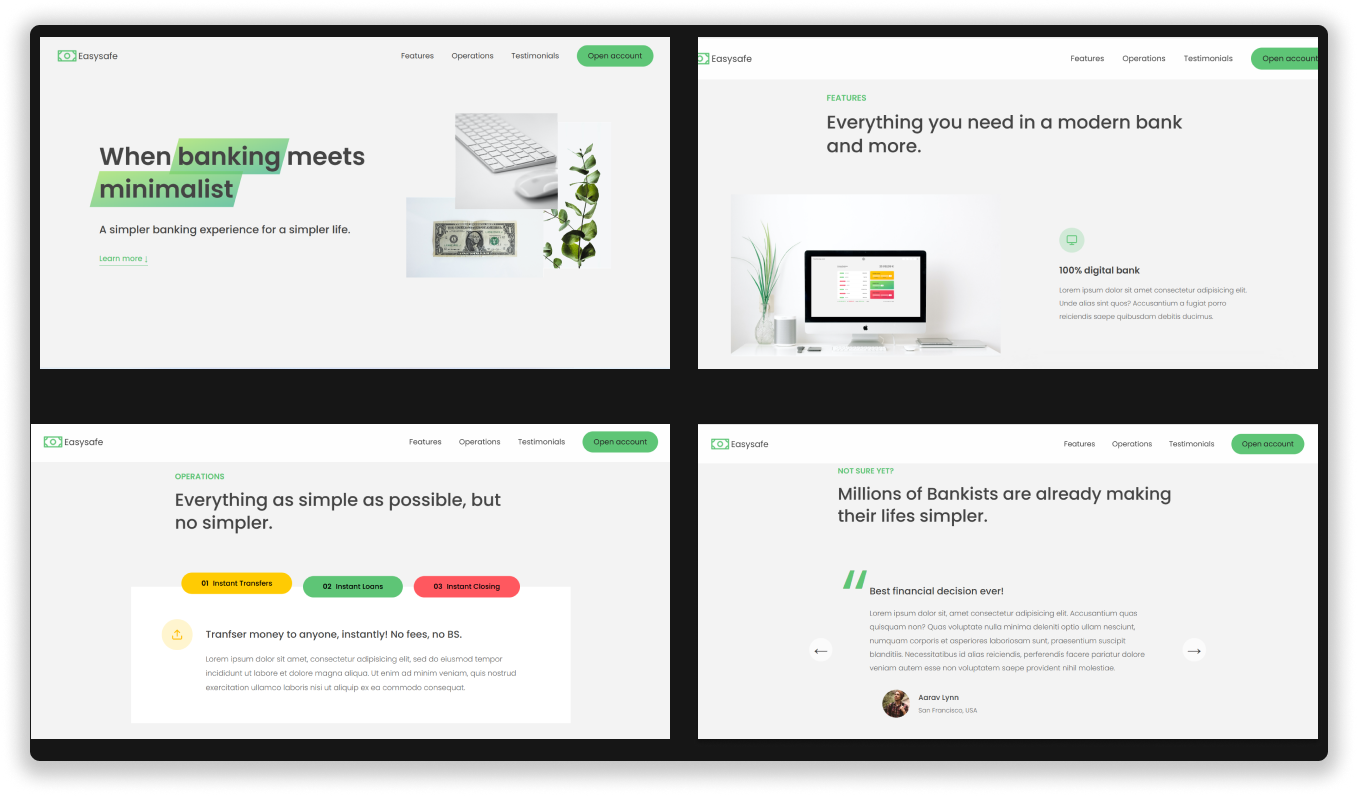 Easysafe
Features Operations Testimonials Open account
When banking meets
minimalist
A simpler banking experience for a simpler life.
Learn more ↓
Easysafe
Features Operations Testimonials Open account
FEATURES
Everything you need in a modern bank
and more.
100% digital bank
Lorem ipsum dolor sit amet consectetur adipisicing elit.
Unde alias sint quos? Accusantium a fugiat porro
reiciendis saepe quibusdam debitis ducimus.
Easysafe
Features Operations Testimonials Open account
OPERATIONS
Everything as simple as possible, but
no simpler.
01 Instant Transfers
02 Instant Loans
03 Instant Closing
Tranfser money to anyone, instantly! No fees, no BS.
Lorem ipsum dolor sit amet, consectetur adipisicing elit, sed do eiusmod tempor
incididunt ut labore et dolore magna aliqua. Ut enim ad minim veniam, quis nostrud
exercitation ullamco laboris nisi ut aliquip ex ea commodo consequat.
Easysafe
Features Operations Testimonials Open account
NOT SURE YET?
Millions of Bankists are already making
their lifes simpler.
“
Best financial decision ever!
Lorem ipsum dolor sit, amet consectetur adipisicing elit. Accusantium quas
quisquam non? Quas voluptate nulla minima deleniti optio ullam nesciunt,
numquam corporis et asperiores laboriosam sunt, praesentium suscipit
blanditiis. Necessitatibus id alias reiciendis, perferendis facere pariatur dolore
veniam autem esse non voluptatem saepe provident nihil molestiae.
← →
Aarav Lynn
San Francisco, USA